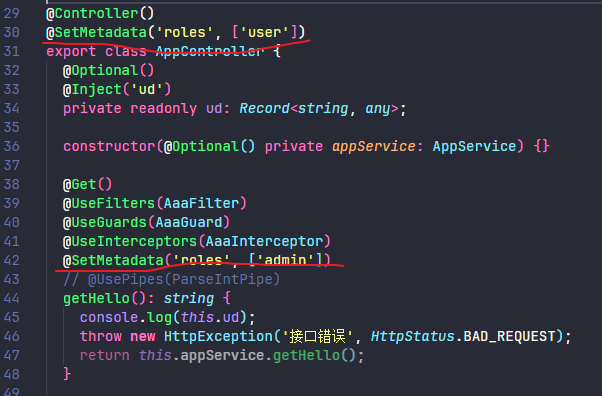 29 @Controller()
30 @SetMetadata('roles', ['user'])
31 export class AppController {
32 @Optional()
33 @Inject('ud')
34 private readonly ud: Record<string, any>;
35
36 constructor(@Optional() private appService: AppService) {}
37
38 @Get()
39 @UseFilters(AaaFilter)
40 @UseGuards(AaaGuard)
41 @UseInterceptors(AaaInterceptor)
42 @SetMetadata('roles', ['admin'])
43 // @UsePipes(ParseIntPipe)
44 getHello(): string {
45 console.log(this.ud);
46 throw new HttpException('接口错误', HttpStatus.BAD_REQUEST);
47 return this.appService.getHello();
48 }
49